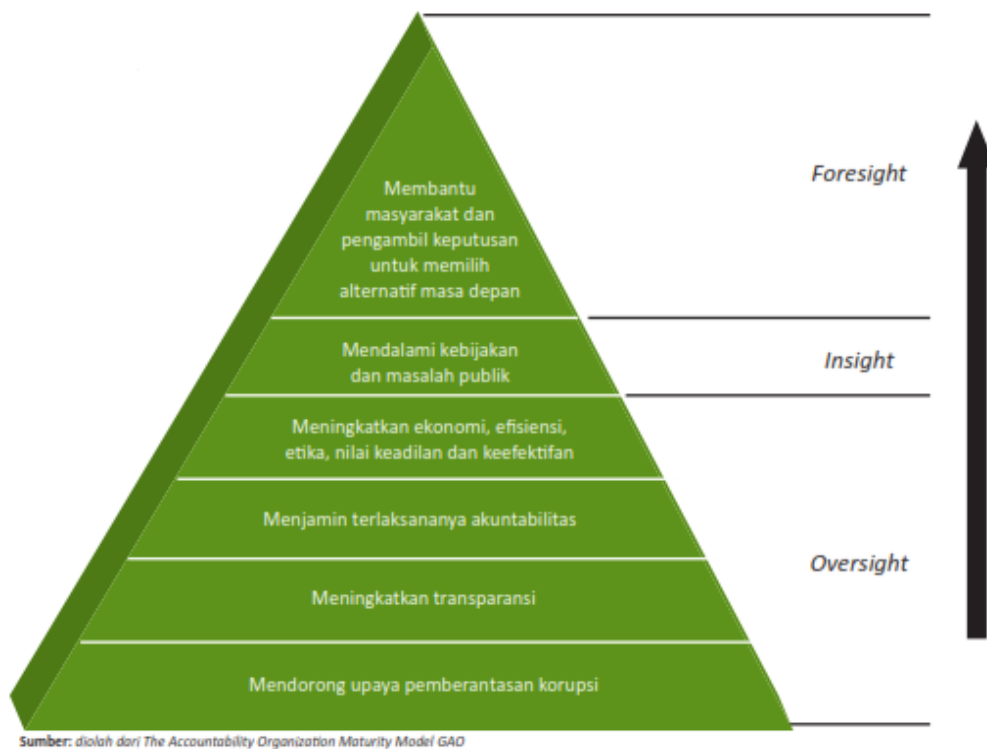 Membantu
masyarakat dan
pengambil keputusan
untuk memilih
alternatif masa depan
Foresight
Mendalami kebijakan
dan masalah publik
Insight
Meningkatkan ekonomi, efisiensi,
etika, nilai keadilan dan keefektifan
Menjamin terlaksananya akuntabilitas
Oversight
Meningkatkan transparansi
Mendorong upaya pemberantasan korupsi
Sumber: diolah dari The Accountability Organization Maturity Model GAO